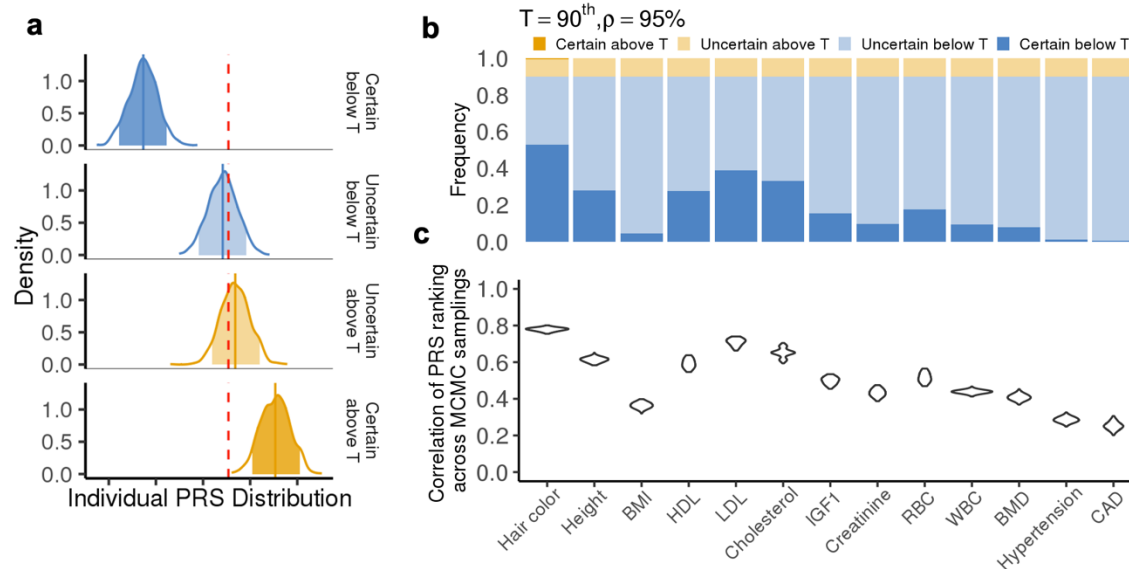 a
Density
1.0
0.5
0.0
Certain
below T
1.0
0.5
0.0
Uncertain
below T
1.0
0.5
0.0
Uncertain
above T
1.0
0.5
0.0
Certain
above T
Individual PRS Distribution
b
T = 90th, ρ = 95%
Certain above T
Uncertain above T
Uncertain below T
Certain below T
Frequency
1.0
0.8
0.6
0.4
0.2
0.0
c
Correlation of PRS ranking
across MCMC samplings
1.0
0.8
0.6
0.4
0.2
0.0
Hair color
Height
BMI
HDL
LDL
Cholesterol
IGF1
Creatinine
RBC
WBC
BMD
Hypertension
CAD